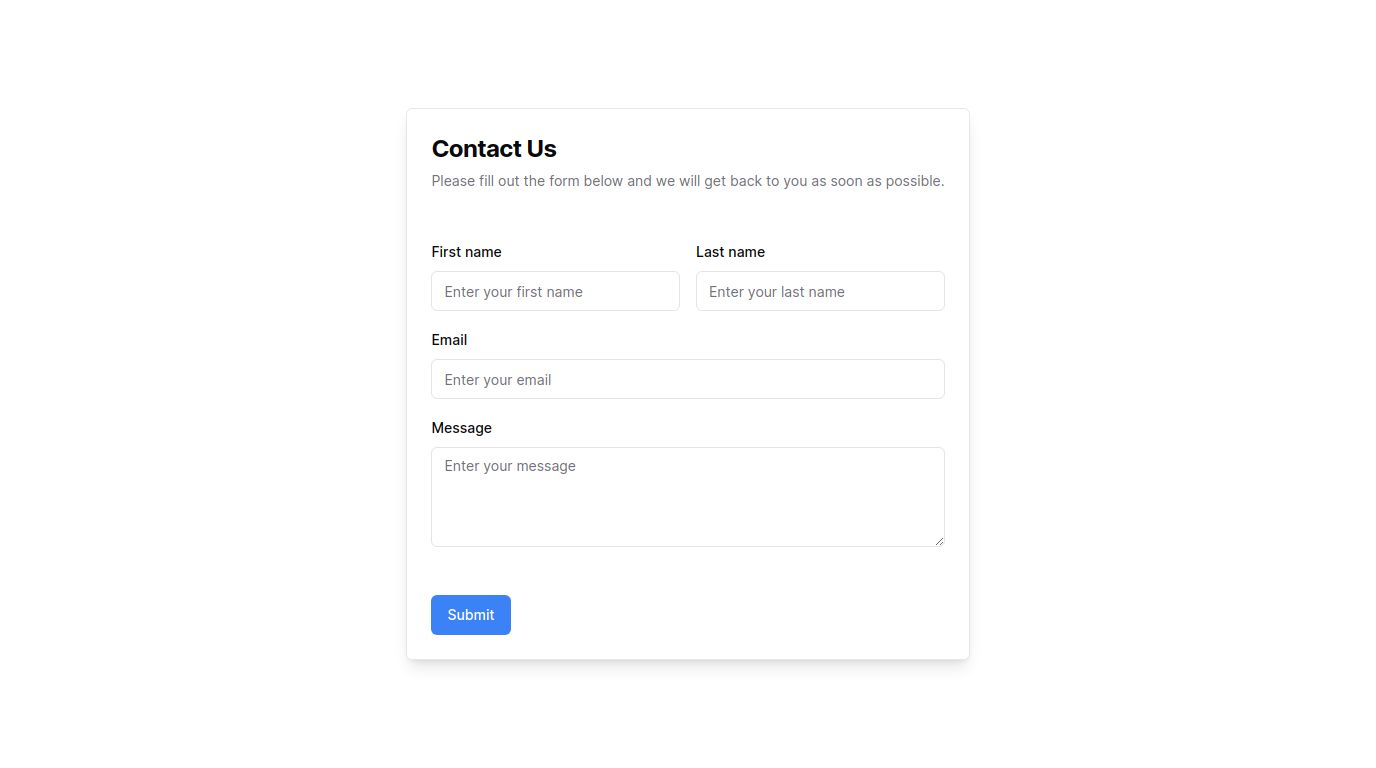 Contact Us
Please fill out the form below and we will get back to you as soon as possible.
First name
Last name
Enter your first name
Enter your last name
Email
Enter your email
Message
Enter your message
Submit